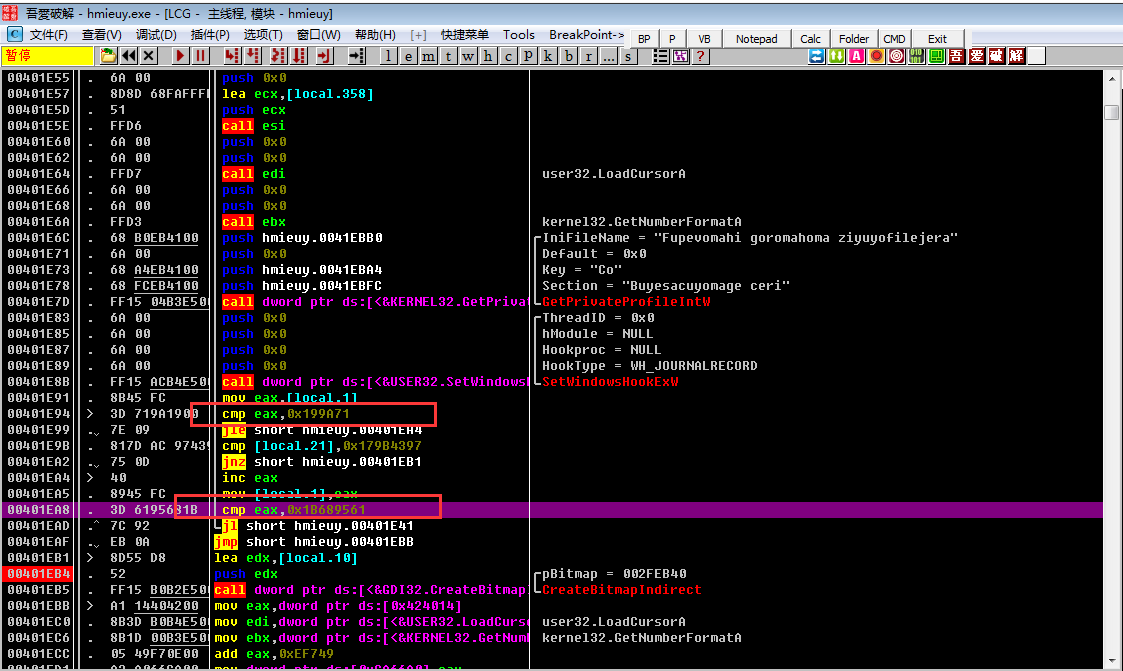 吾愛破解 - hmieuy.exe - [LCG - 主线程, 模块 - hmieuy]
C 文件(F) 查看(V) 调试(D) 插件(P) 选项(T) 窗口(W) 帮助(H) [+] 快捷菜单 Tools BreakPoint-> BP P VB Notepad Calc Folder CMD Exit
暂停 l e m t w h c p k b r ... s ? 吾 爱 破 解
00401E55 . 6A 00 push 0x0
00401E57 . 8D8D 68FAFFFF lea ecx,[local.358]
00401E5D . 51 push ecx
00401E5E . FFD6 call esi
00401E60 . 6A 00 push 0x0
00401E62 . 6A 00 push 0x0
00401E64 . FFD7 call edi user32.LoadCursorA
00401E66 . 6A 00 push 0x0
00401E68 . 6A 00 push 0x0
00401E6A . FFD3 call ebx kernel32.GetNumberFormatA
00401E6C . 68 B0EB4100 push hmieuy.0041EBB0 IniFileName = "Fupevomahi goromahoma ziyuyofilejera"
00401E71 . 6A 00 push 0x0 Default = 0x0
00401E73 . 68 A4EB4100 push hmieuy.0041EBA4 Key = "Co"
00401E78 . 68 FCEB4100 push hmieuy.0041EBFC Section = "Buyesacuyomage ceri"
00401E7D . FF15 04B3E500 call dword ptr ds:[<&KERNEL32.GetPrivat GetPrivateProfileIntW
00401E83 . 6A 00 push 0x0 ThreadID = 0x0
00401E85 . 6A 00 push 0x0 hModule = NULL
00401E87 . 6A 00 push 0x0 Hookproc = NULL
00401E89 . 6A 00 push 0x0 HookType = WH_JOURNALRECORD
00401E8B . FF15 ACB4E500 call dword ptr ds:[<&USER32.SetWindowsH SetWindowsHookExW
00401E91 . 8B45 FC mov eax,[local.1]
00401E94 > 3D 719A1900 cmp eax,0x199A71
00401E99 . 7E 09 jle short hmieuy.00401EA4
00401E9B . 817D AC 97439 cmp [local.21],0x179B4397
00401EA2 . 75 0D jnz short hmieuy.00401EB1
00401EA4 > 40 inc eax
00401EA5 . 8945 FC mov [local.1],eax
00401EA8 . 3D 6195681B cmp eax,0x1B689561
00401EAD .^ 7C 92 jl short hmieuy.00401E41
00401EAF . EB 0A jmp short hmieuy.00401EBB
00401EB1 > 8D55 D8 lea edx,[local.10]
00401EB4 . 52 push edx pBitmap = 002FEB40
00401EB5 . FF15 B0B2E500 call dword ptr ds:[<&GDI32.CreateBitmap CreateBitmapIndirect
00401EBB > A1 14404200 mov eax,dword ptr ds:[0x424014]
00401EC0 . 8B3D B0B4E500 mov edi,dword ptr ds:[<&USER32.LoadCurs user32.LoadCursorA
00401EC6 . 8B1D 00B3E500 mov ebx,dword ptr ds:[<&KERNEL32.GetNum kernel32.GetNumberFormatA
00401ECC . 05 49F70E00 add eax,0xEF749